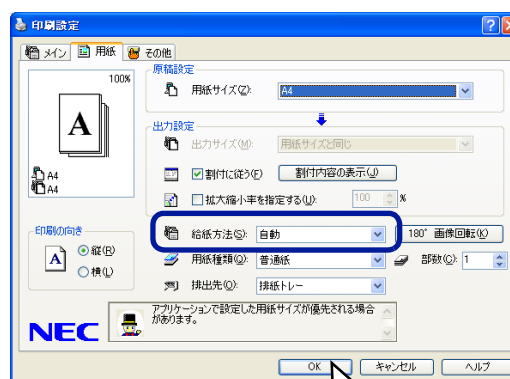 印刷設定
メイン 用紙 その他
100%
A
A4
A4
原稿設定
用紙サイズ(Z): A4
出力設定
出力サイズ(M): 用紙サイズと同じ
割付に従う(F) 割付内容の表示(J)
拡大縮小率を指定する(U): 100 %
印刷の向き
A
縦(R)
横(L)
給紙方法(S): 自動 180° 画像回転(K)
用紙種類(Q): 普通紙 部数(C): 1
排出先(O): 排紙トレー
NEC
アプリケーションで設定した用紙サイズが優先される場合
があります。
OK キャンセル ヘルプ